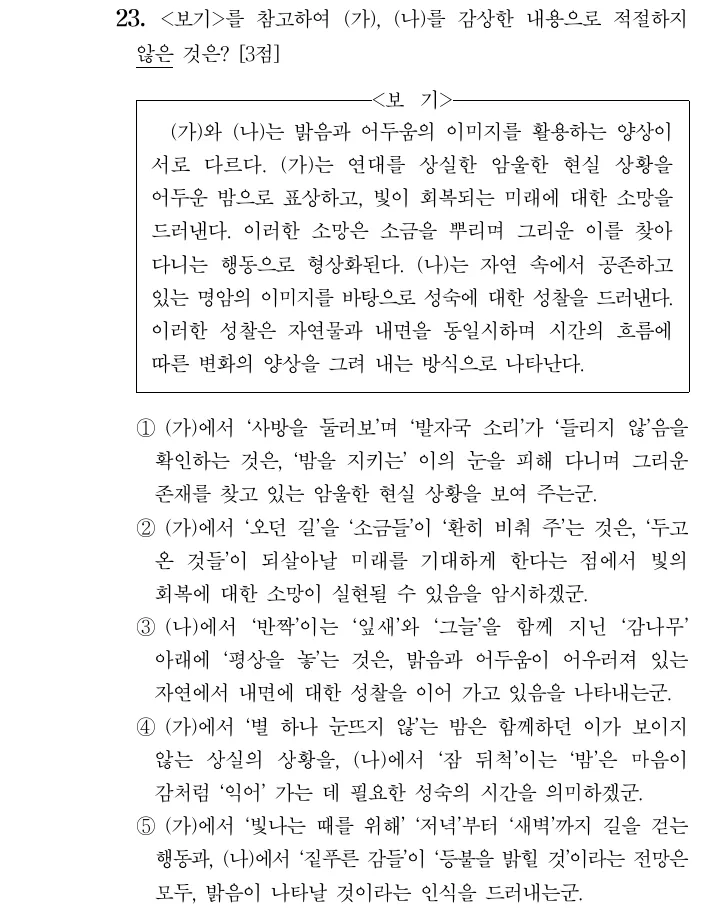 23. <보기>를 참고하여 (가), (나)를 감상한 내용으로 적절하지
않은 것은? [3점]
<보 기>
(가)와 (나)는 밝음과 어두움의 이미지를 활용하는 양상이
서로 다르다. (가)는 연대를 상실한 암울한 현실 상황을
어두운 밤으로 표상하고, 빛이 회복되는 미래에 대한 소망을
드러낸다. 이러한 소망은 소금을 뿌리며 그리운 이를 찾아
다니는 행동으로 형상화된다. (나)는 자연 속에서 공존하고
있는 명암의 이미지를 바탕으로 성숙에 대한 성찰을 드러낸다.
이러한 성찰은 자연물과 내면을 동일시하며 시간의 흐름에
따른 변화의 양상을 그려 내는 방식으로 나타난다.
① (가)에서 ‘사방을 둘러보’며 ‘발자국 소리’가 ‘들리지 않’음을
확인하는 것은, ‘밤을 지키는’ 이의 눈을 피해 다니며 그리운
존재를 찾고 있는 암울한 현실 상황을 보여 주는군.
② (가)에서 ‘오던 길’을 ‘소금들’이 ‘환히 비춰 주’는 것은, ‘두고
온 것들’이 되살아날 미래를 기대하게 한다는 점에서 빛의
회복에 대한 소망이 실현될 수 있음을 암시하겠군.
③ (나)에서 ‘반짝’이는 ‘잎새’와 ‘그늘’을 함께 지닌 ‘감나무’
아래에 ‘평상을 놓’는 것은, 밝음과 어두움이 어우러져 있는
자연에서 내면에 대한 성찰을 이어 가고 있음을 나타내는군.
④ (가)에서 ‘별 하나 눈뜨지 않’는 밤은 함께하던 이가 보이지
않는 상실의 상황을, (나)에서 ‘잠 뒤척’이는 ‘밤’은 마음이
감처럼 ‘익어’ 가는 데 필요한 성숙의 시간을 의미하겠군.
⑤ (가)에서 ‘빛나는 때를 위해’ ‘저녁’부터 ‘새벽’까지 길을 걷는
행동과, (나)에서 ‘짙푸른 감들’이 ‘등불을 밝힐 것’이라는 전망은
모두, 밝음이 나타날 것이라는 인식을 드러내는군.